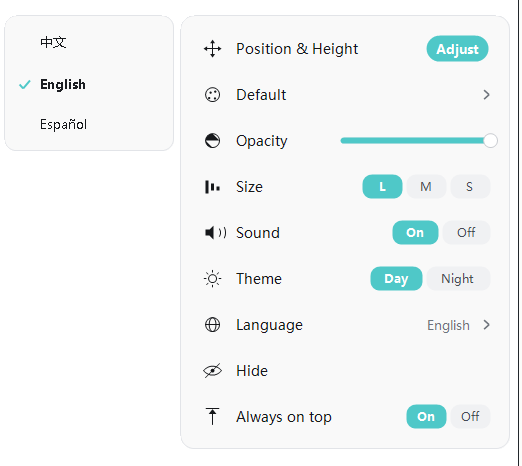 中文
English
Español
Position & Height Adjust
Default
Opacity
Size L M S
Sound On Off
Theme Day Night
Language English
Hide
Always on top On Off